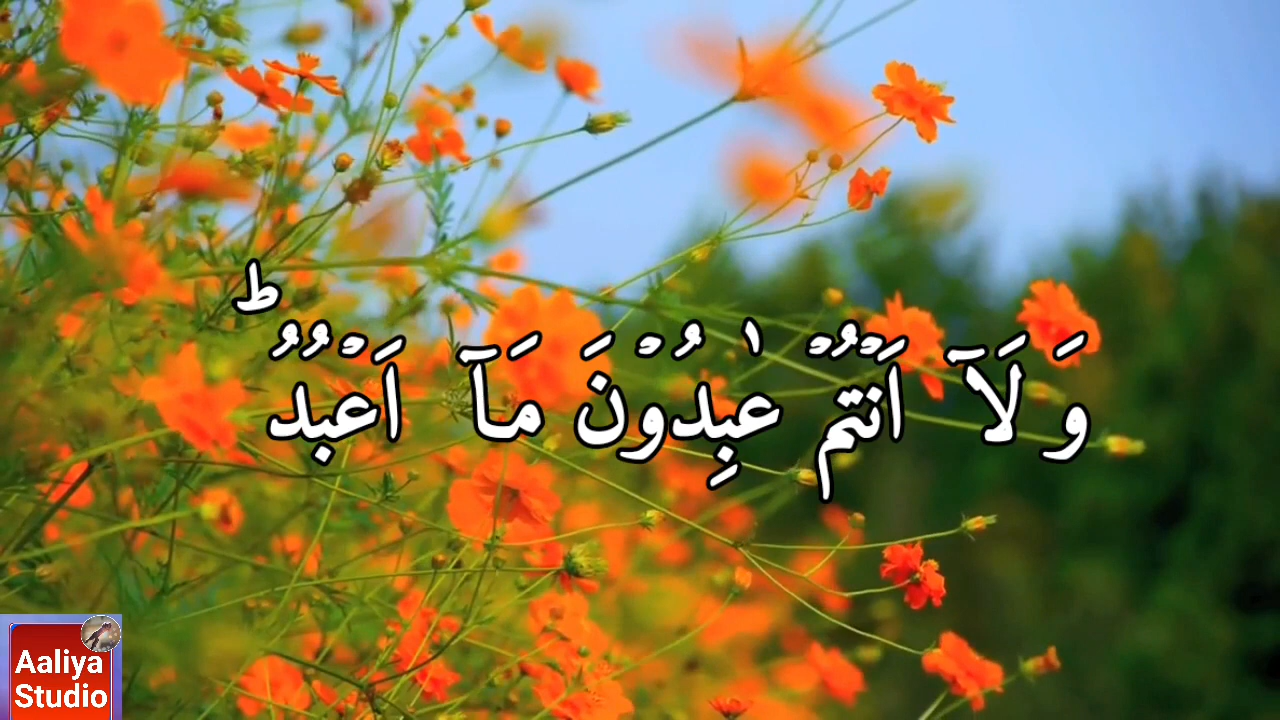 وَ لَاۤ اَنْتُمْ عٰبِدُوْنَ مَاۤ اَعْبُدُؕ
Aaliya
Studio